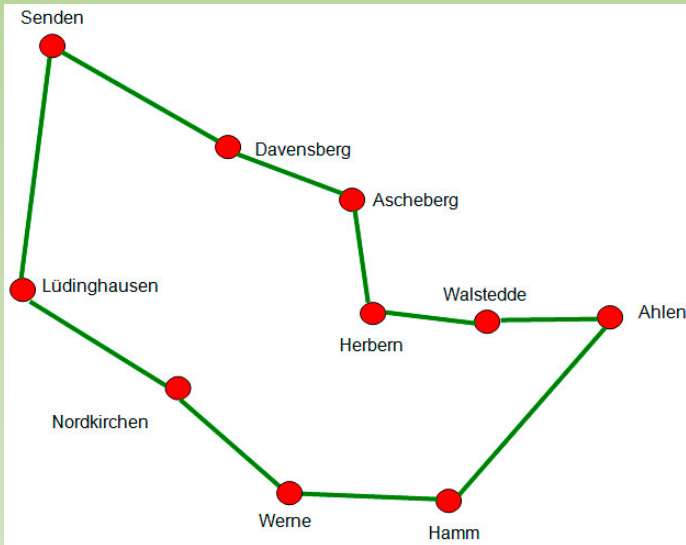 Senden
Davensberg
Ascheberg
Lüdinghausen
Walstedde
Ahlen
Herbern
Nordkirchen
Werne
Hamm